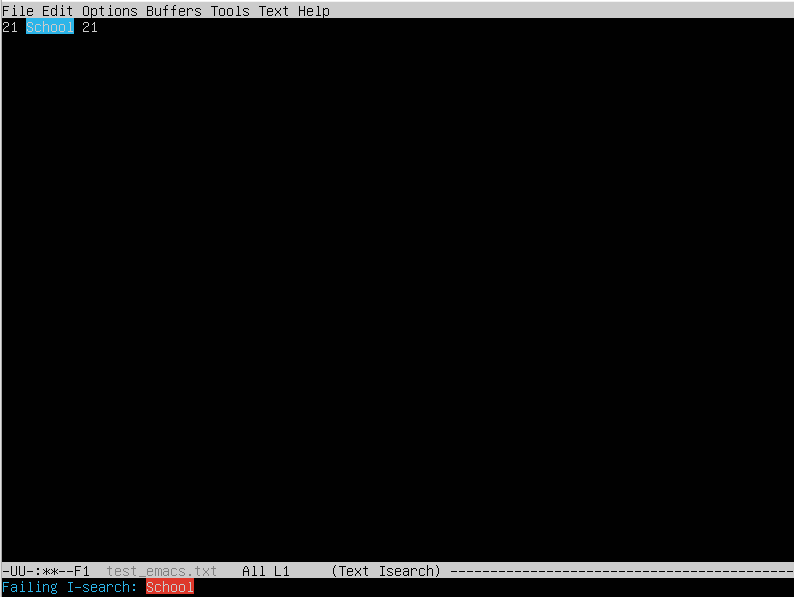 File Edit Options Buffers Tools Text Help
21 School 21
-UU-:**--F1  test_emacs.txt   All L1     (Text Isearch) -------------------------------------------
Failing I-search: School